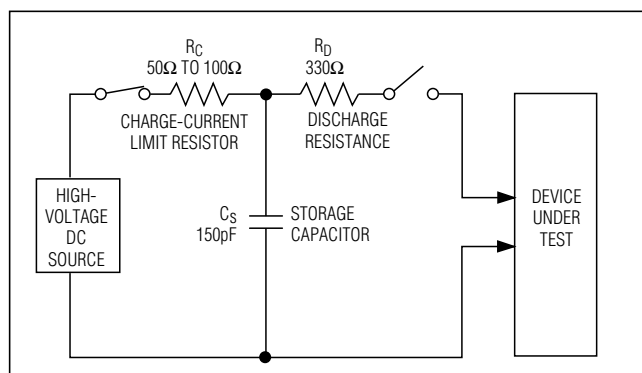 RC
50Ω TO 100Ω
CHARGE-CURRENT
LIMIT RESISTOR
RD
330Ω
DISCHARGE
RESISTANCE
HIGH-
VOLTAGE
DC
SOURCE
CS
150pF
STORAGE
CAPACITOR
DEVICE
UNDER
TEST